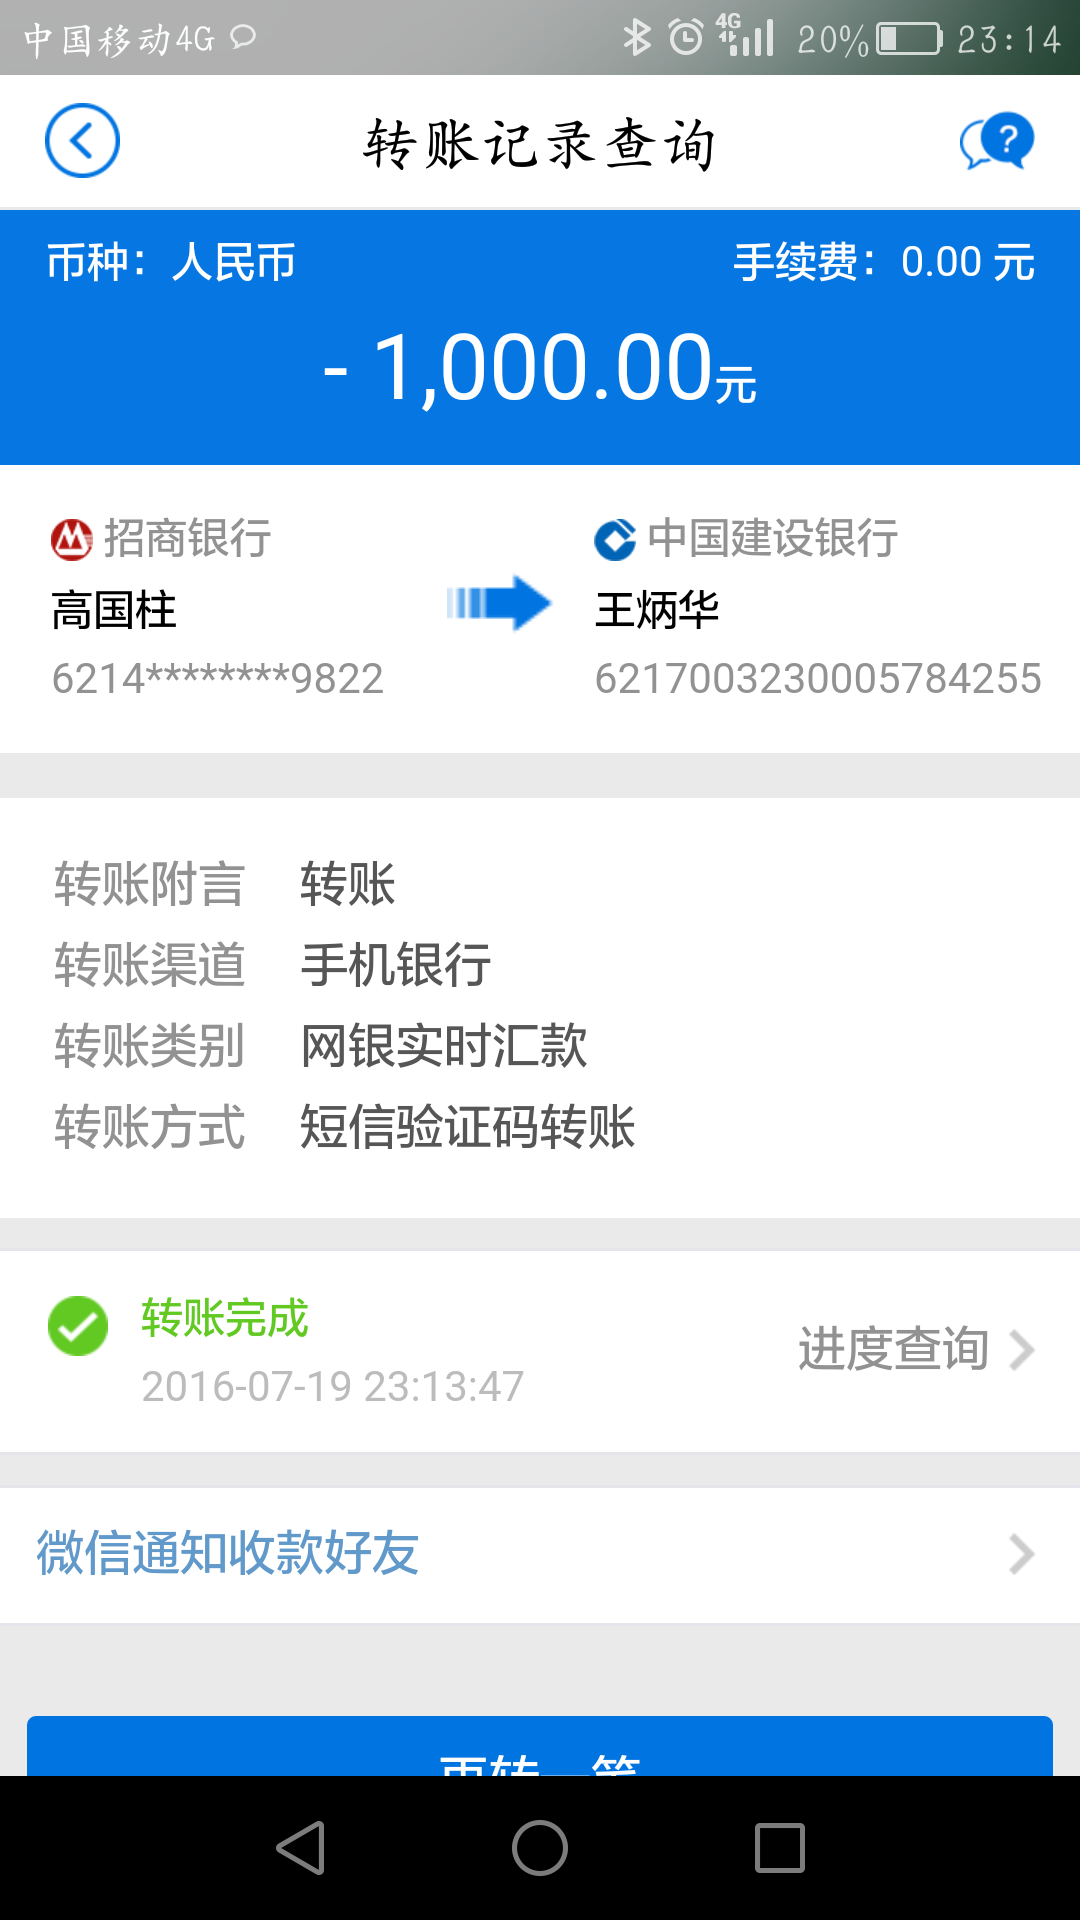 中国移动4G 4G 20% 23:14
转账记录查询 ?
币种：人民币 手续费：0.00 元
- 1,000.00元
招商银行 中国建设银行
高国柱 王炳华
6214********9822 6217003230005784255
转账附言 转账
转账渠道 手机银行
转账类别 网银实时汇款
转账方式 短信验证码转账
转账完成
进度查询
2016-07-19 23:13:47
微信通知收款好友
再转一笔